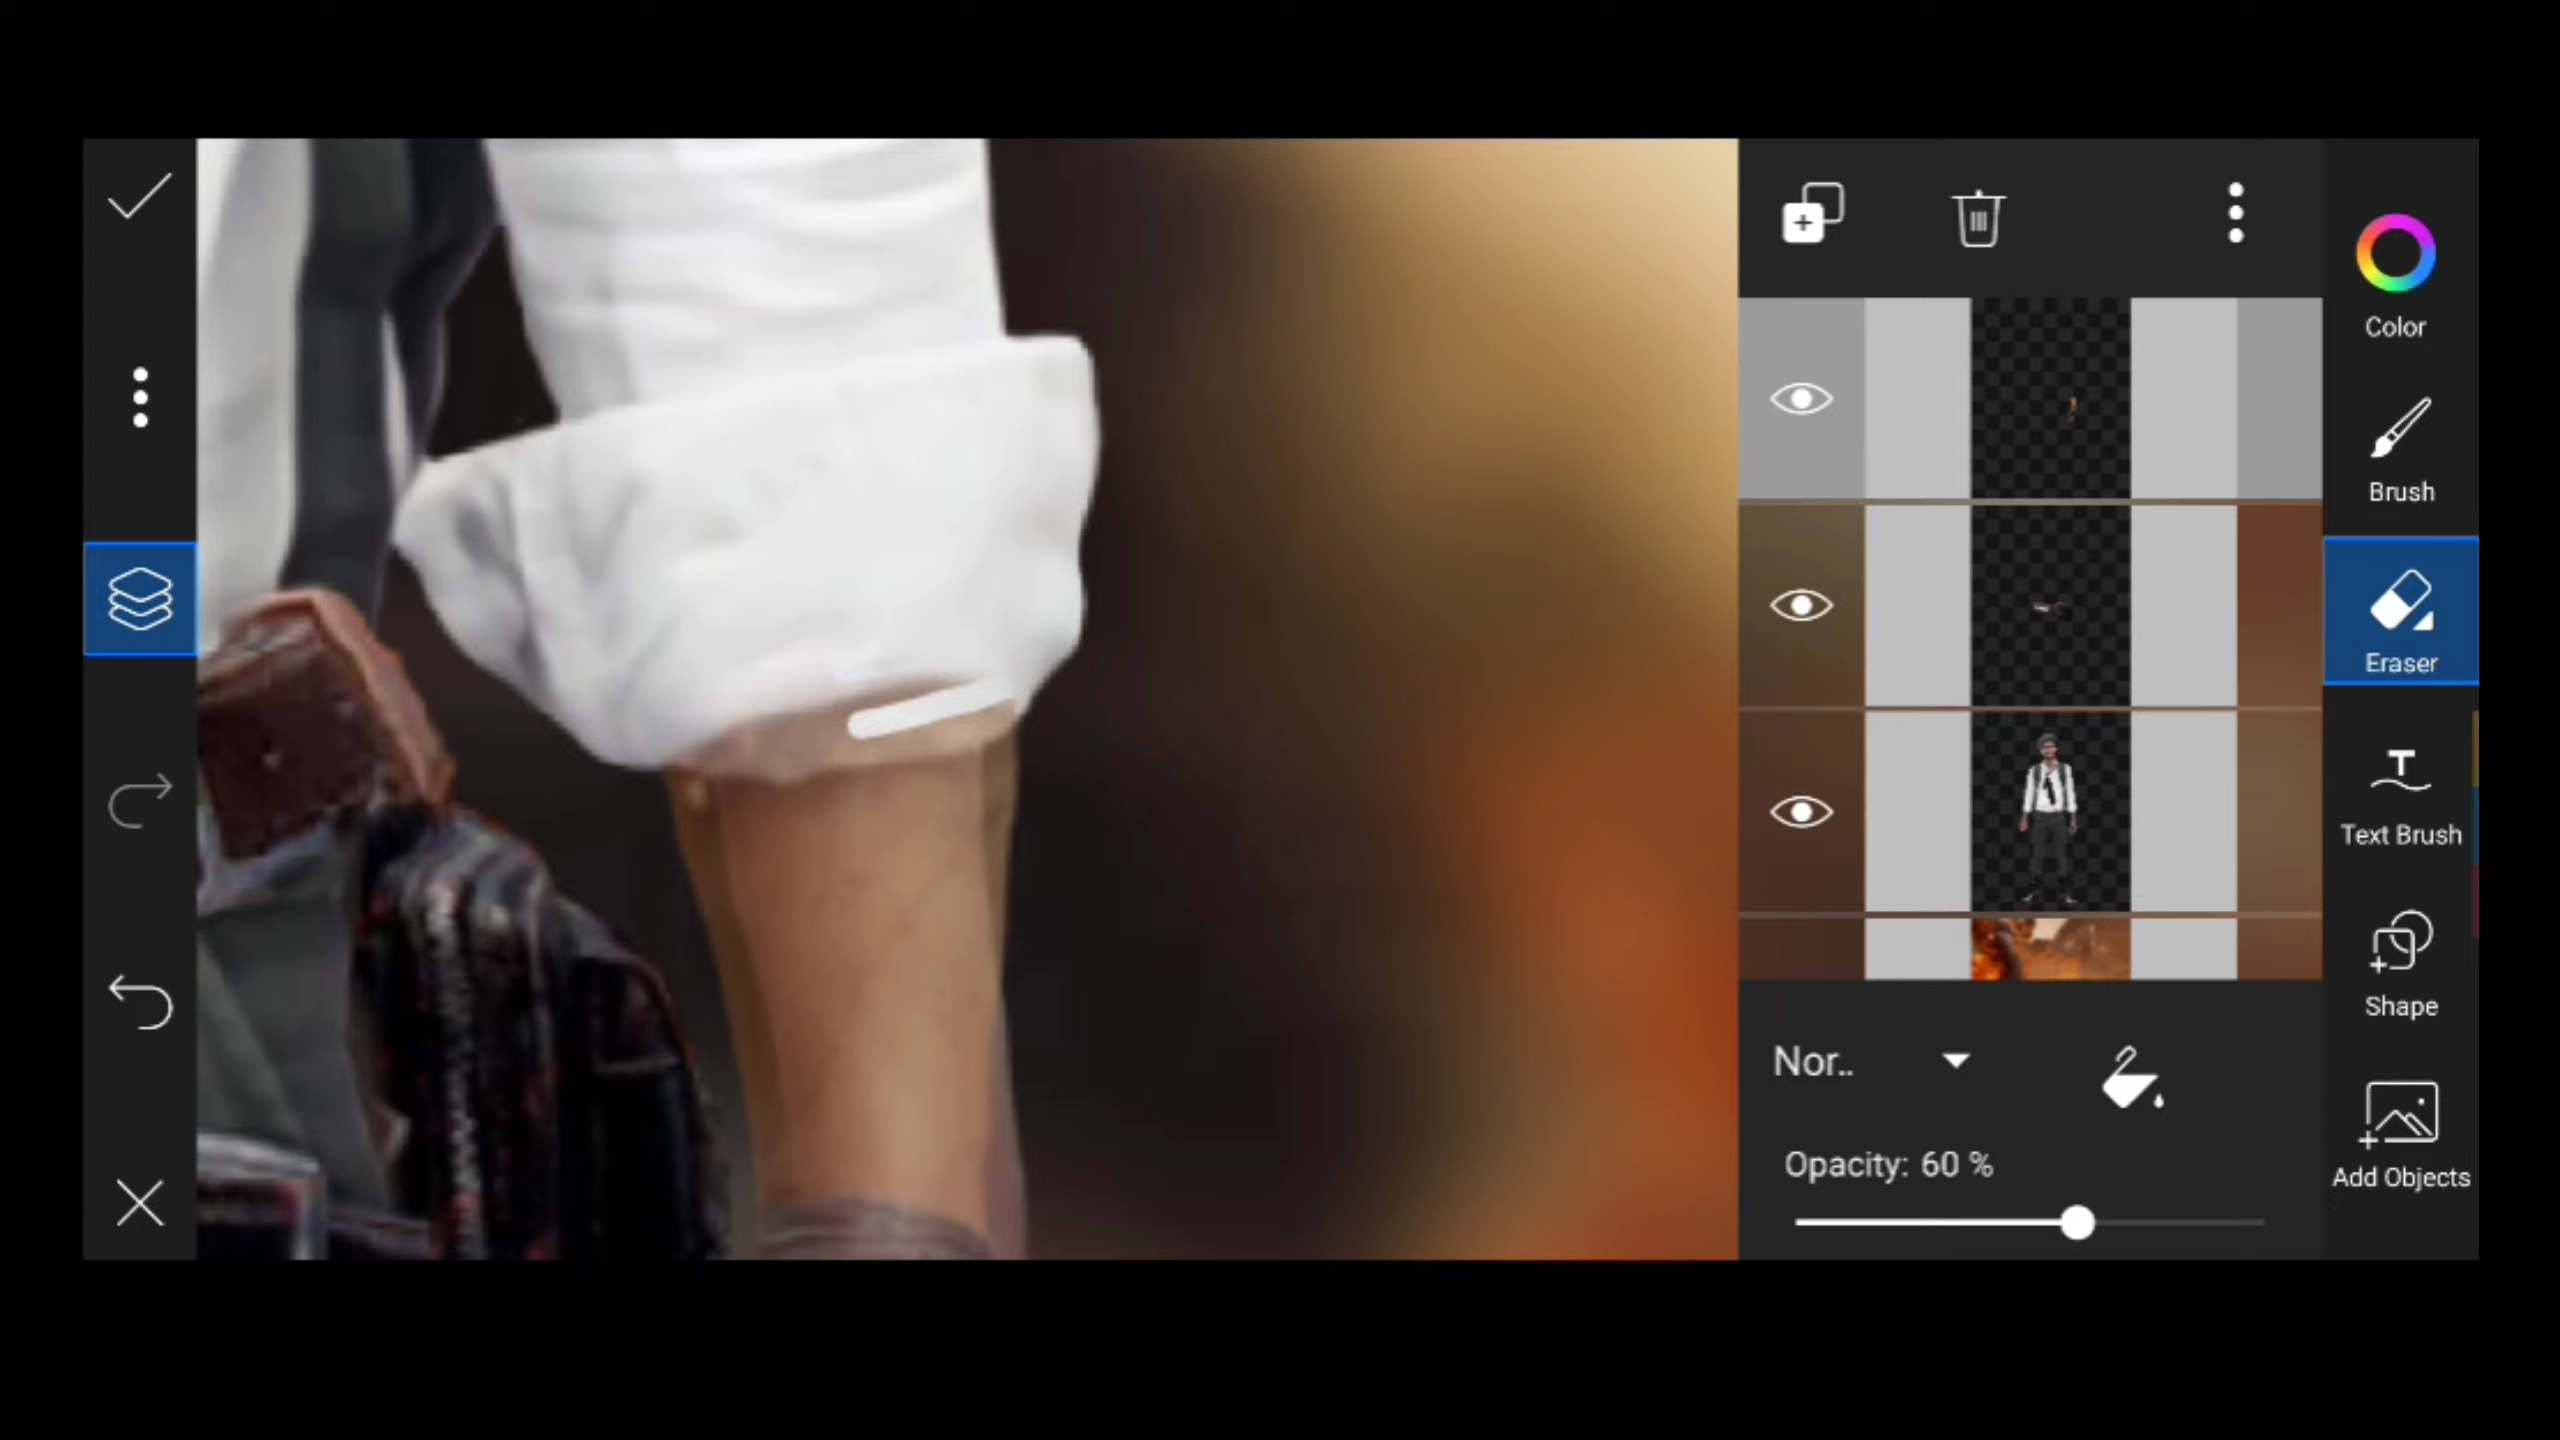 Color
Brush
Eraser
Text Brush
Shape
Add Objects
Nor..
Opacity: 60 %